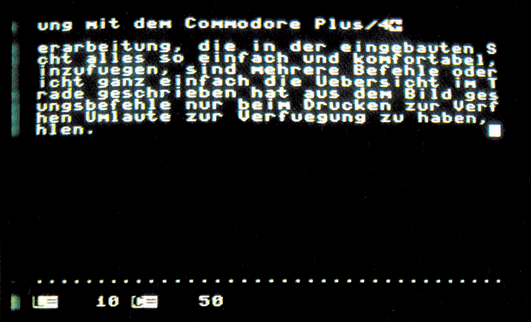 ung mit dem Commodore Plus/4C
erarbeitung, die in der eingebauten S
cht alles so einfach und komfortabel,
inzufuegen, sind mehrere Befehle oder
icht ganz einfach die Uebersicht im T
rade geschrieben hat aus dem Bild ges
ungsbefehle nur beim Drucken zur Verf
hen Umlaute zur Verfuegung zu haben,
hlen.
L= 10 C= 50